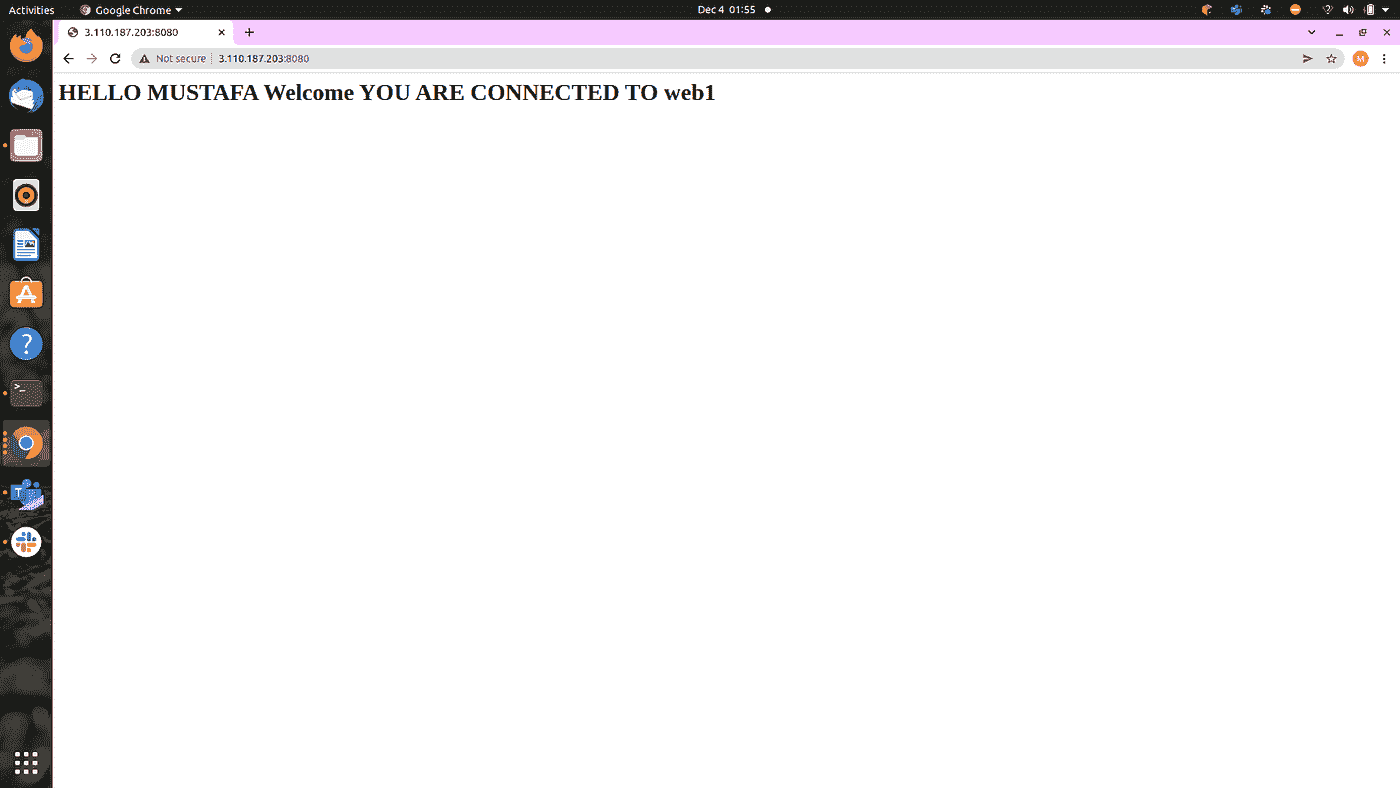 Activities
Google Chrome
Dec 4 01:55
3.110.187.203:8080
Not secure
3.110.187.203:8080
M
HELLO MUSTAFA Welcome YOU ARE CONNECTED TO web1